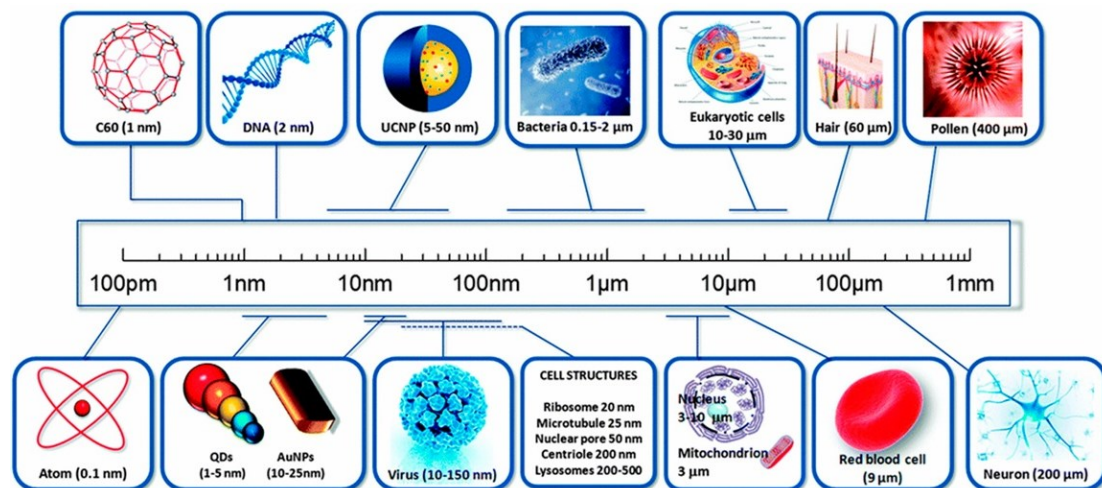 C60 (1 nm)
DNA (2 nm)
UCNP (5-50 nm)
Bacteria 0.15-2 µm
Eukaryotic cells
10-30 µm
Hair (60 µm)
Pollen (400 µm)
100pm
1nm
10nm
100nm
1µm
10µm
100µm
1mm
Atom (0.1 nm)
QDs
(1-5 nm)
AuNPs
(10-25nm)
Virus (10-150 nm)
CELL STRUCTURES
Ribosome 20 nm
Microtubule 25 nm
Nuclear pore 50 nm
Centriole 200 nm
Lysosomes 200-500
Nucleus
3-10 µm
Mitochondrion
3 µm
Red blood cell
(9 µm)
Neuron (200 µm)